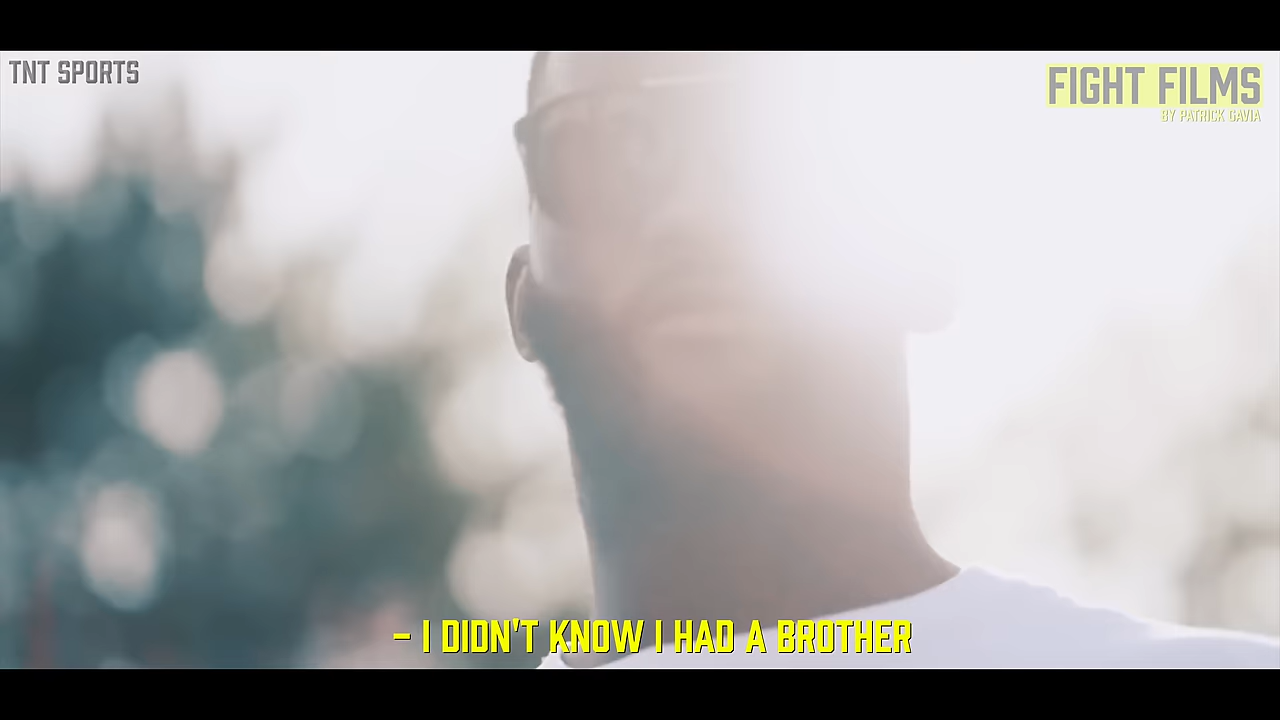 TNT SPORTS
FIGHT FILMS
BY PATRICK GAVIA
– I DIDN'T KNOW I HAD A BROTHER